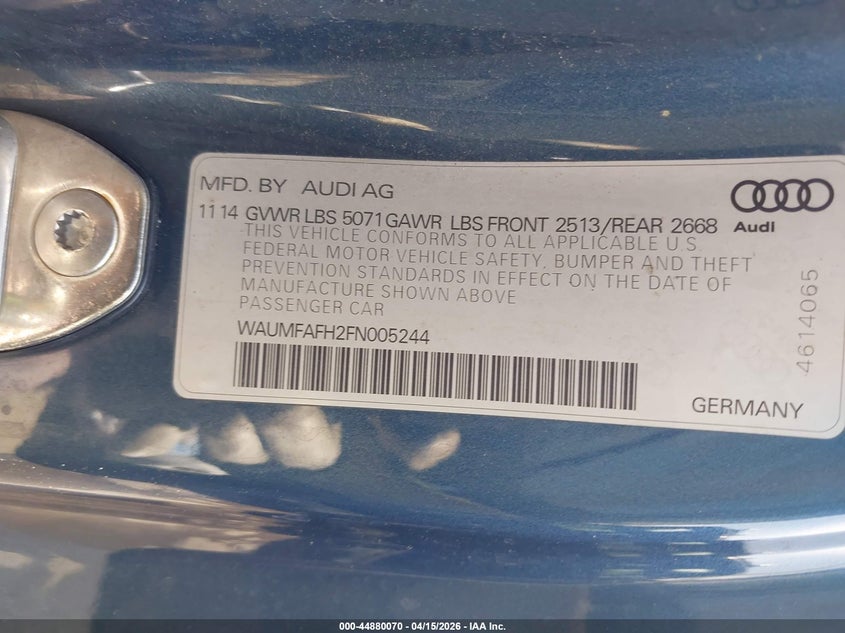 MFD. BY AUDI AG
11 14 GVWR LBS 5071 GAWR LBS FRONT 2513/REAR 2668
THIS VEHICLE CONFORMS TO ALL APPLICABLE U.S.
FEDERAL MOTOR VEHICLE SAFETY, BUMPER AND THEFT
PREVENTION STANDARDS IN EFFECT ON THE DATE OF
MANUFACTURE SHOWN ABOVE
PASSENGER CAR
WAUMFAFH2FN005244
Audi
4614065
GERMANY
000-44880070 - 04/15/2026 - IAA Inc.